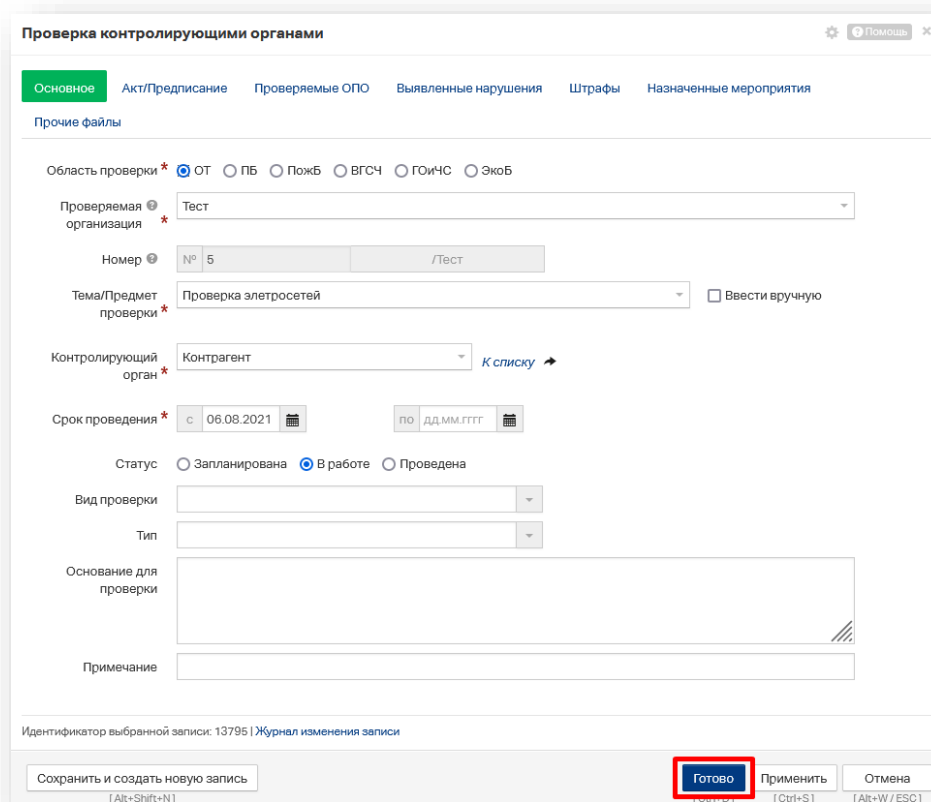 Проверка контролирующими органами
Помощь
Основное Акт/Предписание Проверяемые ОПО Выявленные нарушения Штрафы Назначенные мероприятия
Прочие файлы
Область проверки * ОТ ПБ ПожБ ВГСЧ ГОиЧС ЭкоБ
Проверяемая организация * Тест
Номер № 5 /Тест
Тема/Предмет проверки * Проверка элетросетей Ввести вручную
Контролирующий орган * Контрагент К списку
Срок проведения * с 06.08.2021 по дд.мм.гггг
Статус Запланирована В работе Проведена
Вид проверки
Тип
Основание для проверки
Примечание
Идентификатор выбранной записи: 13795 | Журнал изменения записи
Сохранить и создать новую запись Готово Применить Отмена
[Alt+Shift+N] [Ctrl+S] [Alt+W / ESC]